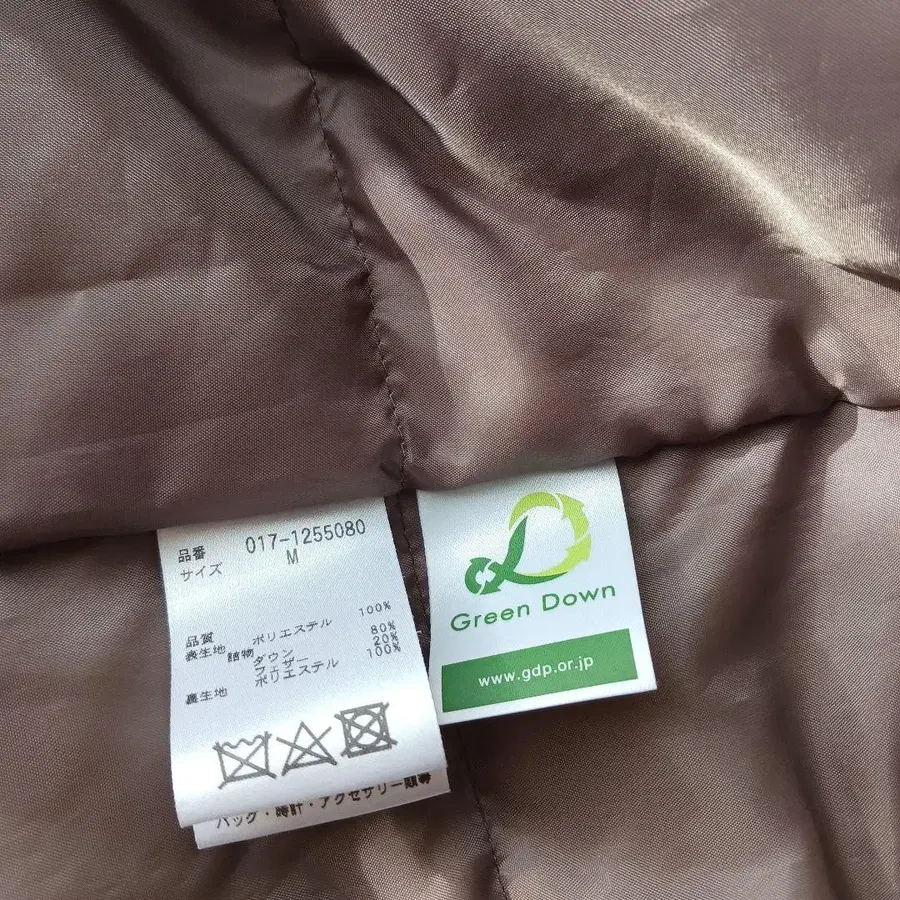 品番 017-1255080
サイズ M
品質
表生地 ポリエステル 100%
詰物 ダウン 80%
フェザー 20%
裏生地 ポリエステル 100%
バッグ・時計・アクセサリー類等
Green Down
www.gdp.or.jp